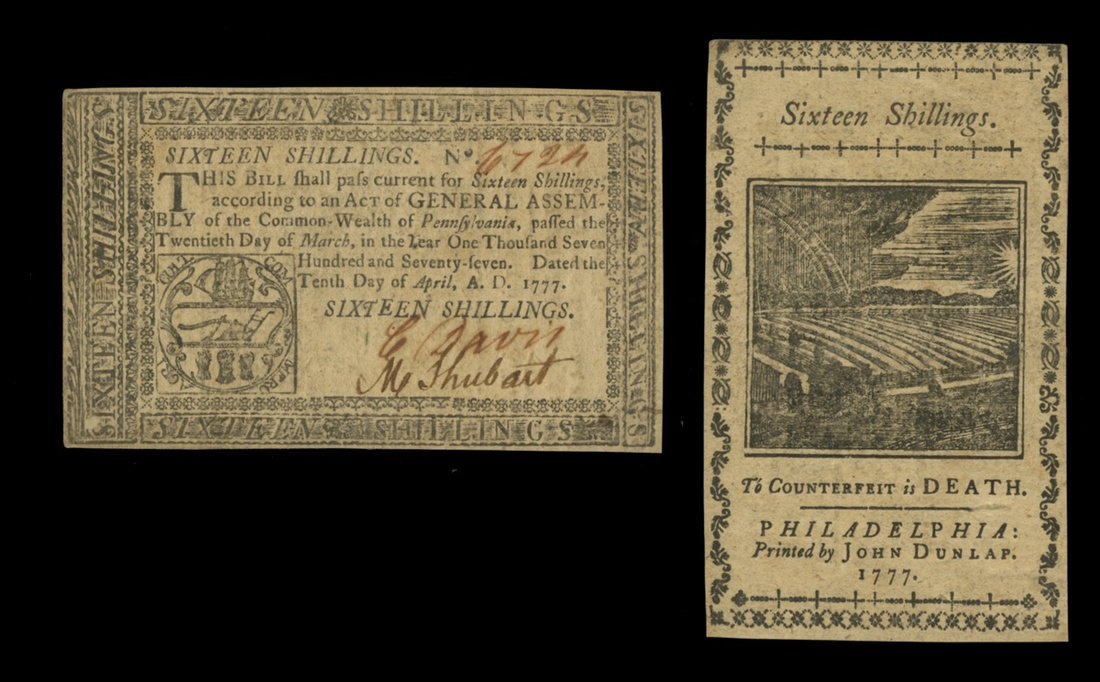 SIXTEEN SHILLINGS
SIXTEEN SHILLINGS
SIXTEEN SHILLINGS. Nº 6724
THIS BILL ſhall paſs current for Sixteen Shillings,
according to an ACT of GENERAL ASSEM-
BLY of the Common-Wealth of Pennſylvania, paſſed the
Twentieth Day of March, in the Year One Thouſand Seven
Hundred and Seventy-ſeven. Dated the
Tenth Day of April, A. D. 1777.
SIXTEEN SHILLINGS.
C Davis
M Shubart
SIXTEEN SHILLINGS
SIXTEEN SHILLINGS
Sixteen Shillings.
To COUNTERFEIT is DEATH.
PHILADELPHIA:
Printed by JOHN DUNLAP.
1777.